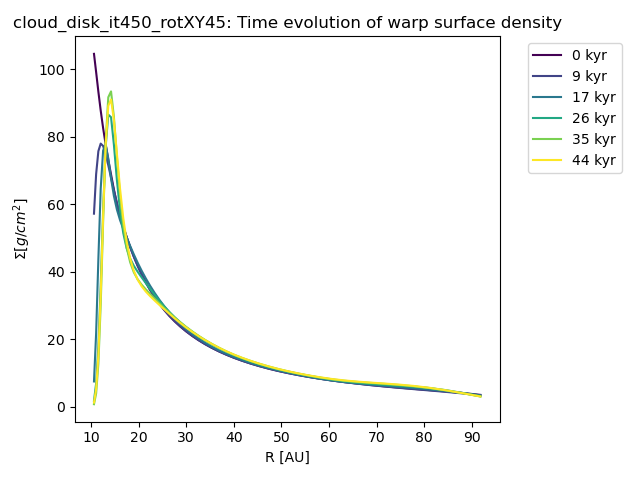 cloud_disk_it450_rotXY45: Time evolution of warp surface density
0 kyr
9 kyr
17 kyr
26 kyr
35 kyr
44 kyr
100
80
60
40
20
0
Σ[g/cm²]
10 20 30 40 50 60 70 80 90
R [AU]